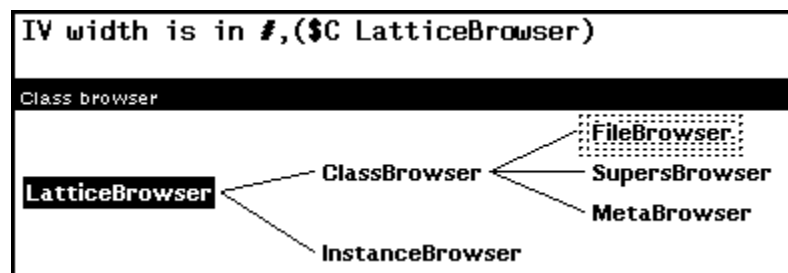 IV width is in #,($C LatticeBrowser)
Class browser
FileBrowser
ClassBrowser
SupersBrowser
LatticeBrowser
MetaBrowser
InstanceBrowser